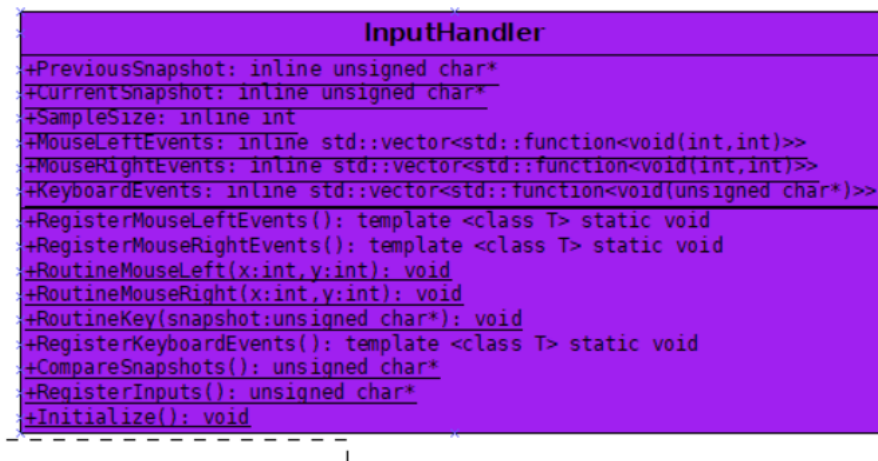 InputHandler
+PreviousSnapshot: inline unsigned char*
+CurrentSnapshot: inline unsigned char*
+SampleSize: inline int
+MouseLeftEvents: inline std::vector<std::function<void(int,int)>>
+MouseRightEvents: inline std::vector<std::function<void(int,int)>>
+KeyboardEvents: inline std::vector<std::function<void(unsigned char*)>>
+RegisterMouseLeftEvents(): template <class T> static void
+RegisterMouseRightEvents(): template <class T> static void
+RoutineMouseLeft(x:int,y:int): void
+RoutineMouseRight(x:int,y:int): void
+RoutineKey(snapshot:unsigned char*): void
+RegisterKeyboardEvents(): template <class T> static void
+CompareSnapshots(): unsigned char*
+RegisterInputs(): unsigned char*
+Initialize(): void